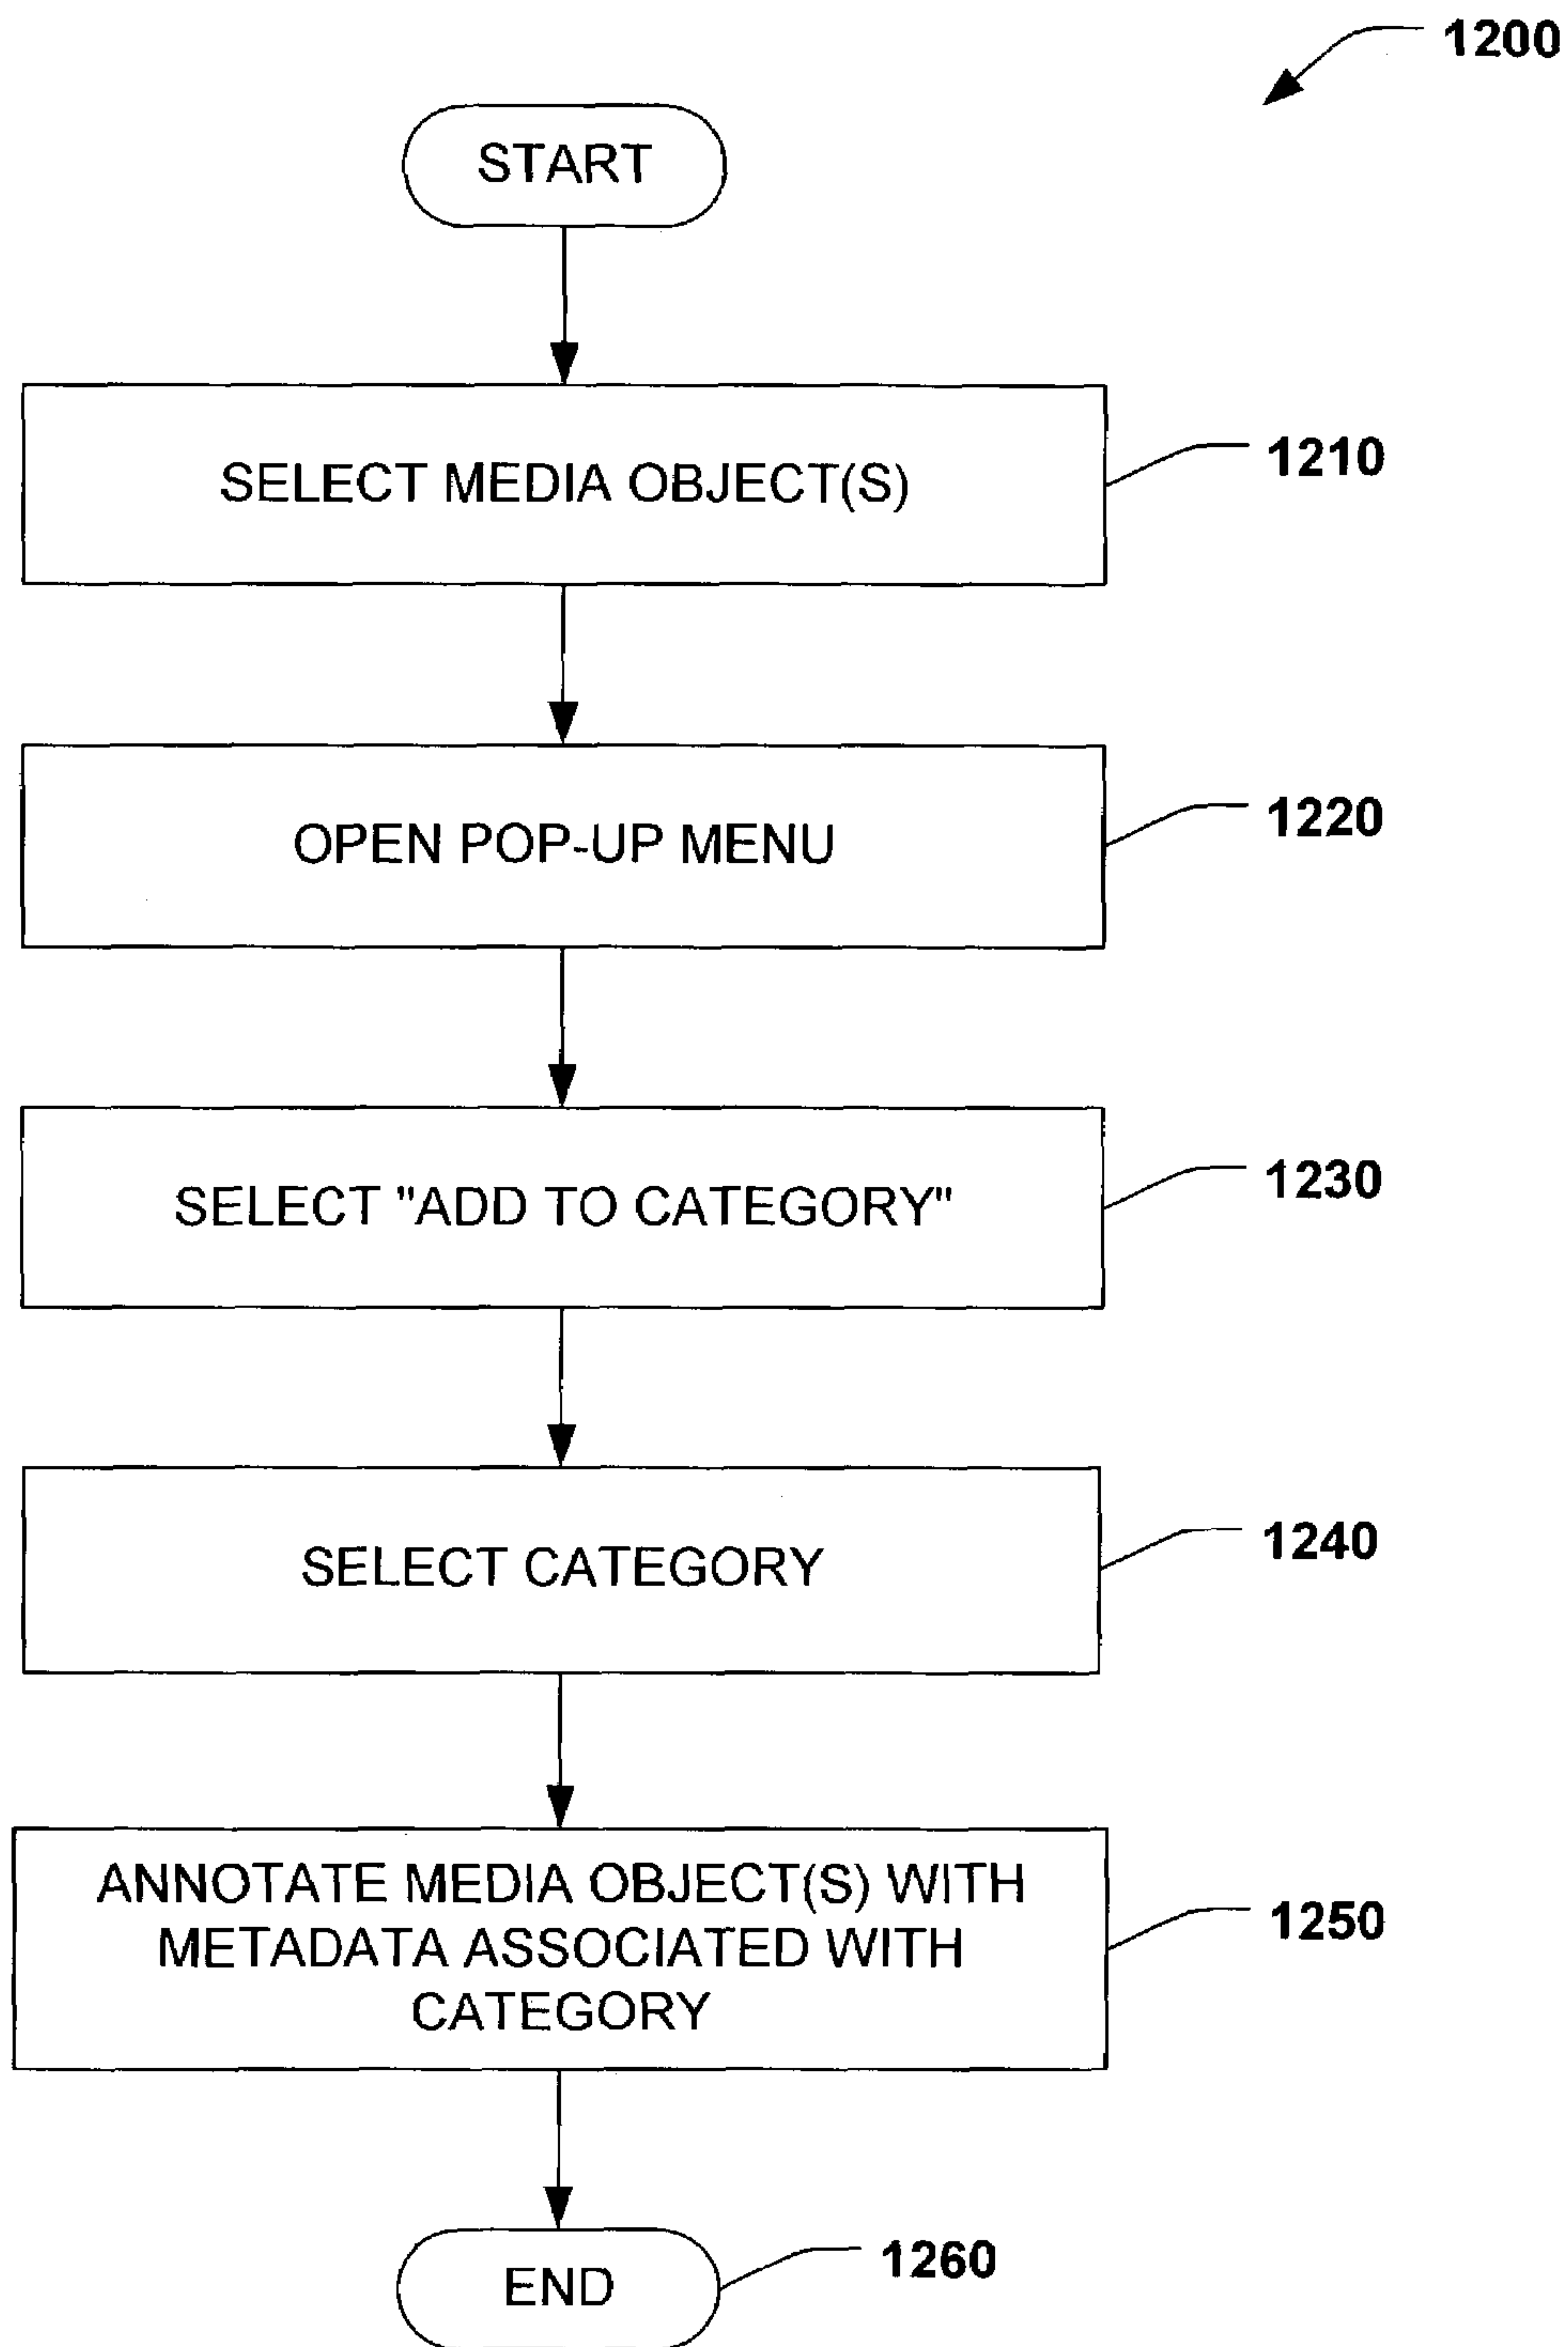 1200
START
SELECT MEDIA OBJECT(S)
1210
OPEN POP-UP MENU
1220
SELECT "ADD TO CATEGORY"
1230
SELECT CATEGORY
1240
ANNOTATE MEDIA OBJECT(S) WITH
METADATA ASSOCIATED WITH
CATEGORY
1250
END
1260